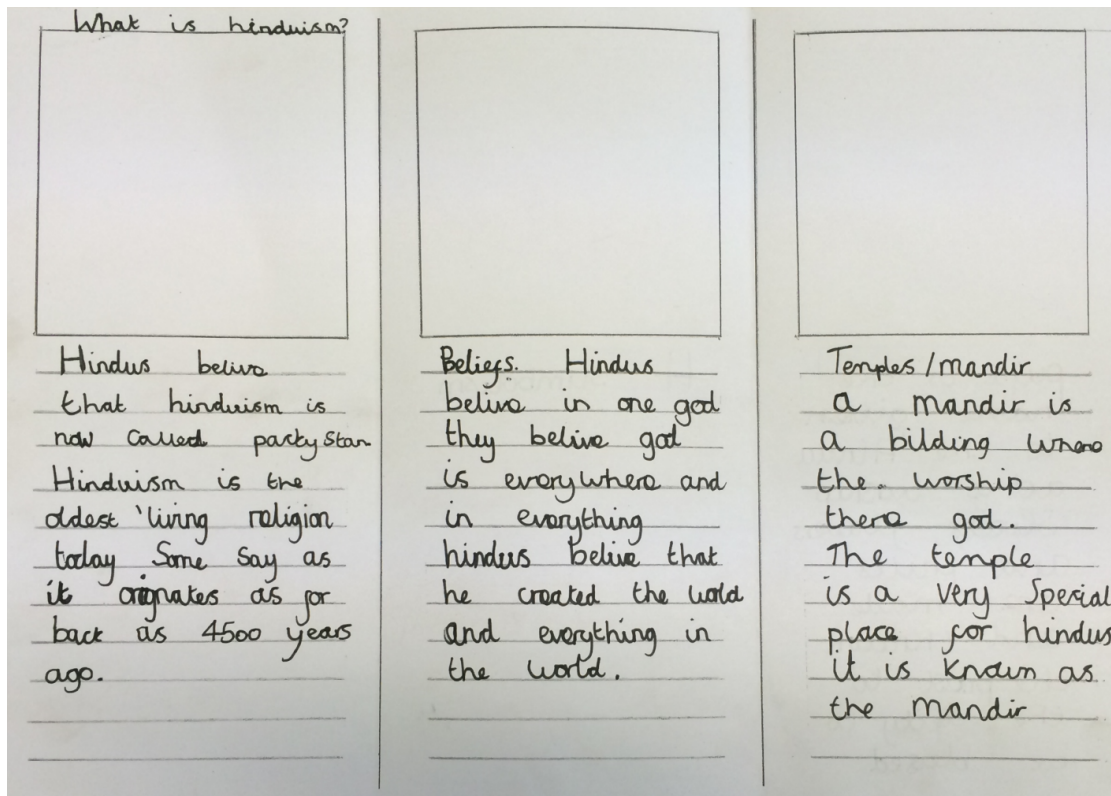 What is hinduism?
Hindus belive
that hinduism is
now called partystan
Hinduism is the
oldest 'living religion
today Some Say as
it orignates as for
back as 4500 years
ago.
Beliefs. Hindus
belive in one god
they belive god
is everywhere and
in everything
hindus belive that
he created the world
and everything in
the world.
Temples/mandir
a mandir is
a bilding where
the. worship
there god.
The temple
is a very Special
place for hindus
it is known as
the mandir